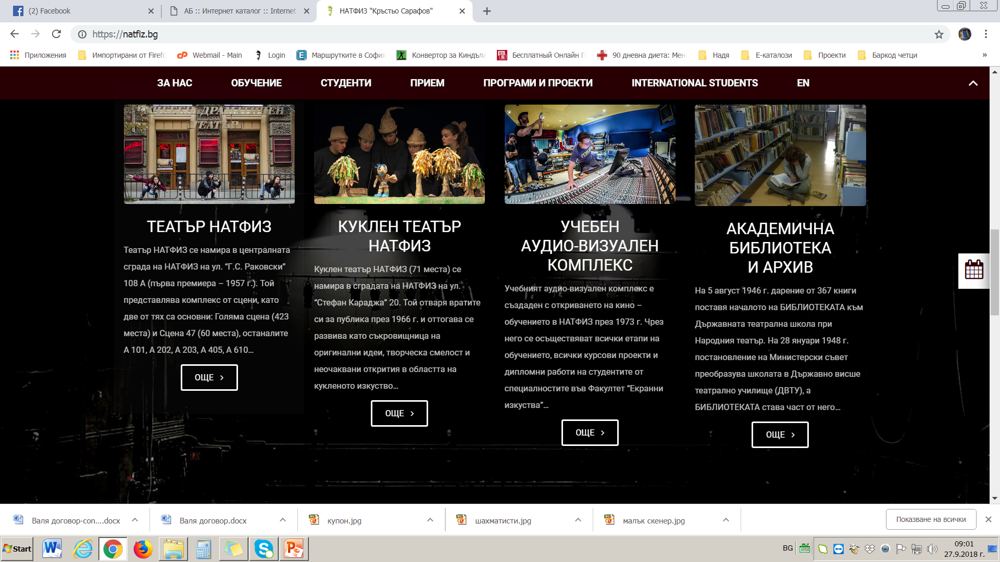 (2) Facebook
АБ :: Интернет каталог :: Internet
НАТФИЗ "Кръстьо Сарафов"
https://natfiz.bg
Приложения
Импортирани от Firefo
Webmail - Main
Login
Маршрутките в София
Конвертор за Киндъла
Бесплатный Онлайн Г
90 дневна диета: Мен
Надя
Е-каталози
Проекти
Баркод четци
»
ЗА НАС
ОБУЧЕНИЕ
СТУДЕНТИ
ПРИЕМ
ПРОГРАМИ И ПРОЕКТИ
INTERNATIONAL STUDENTS
EN
УЧЕБЕН ДРАМАТИЧЕН
ТЕАТЪР
Б
ТЕАТЪР НАТФИЗ
Театър НАТФИЗ се намира в централната
сграда на НАТФИЗ на ул. “Г.С. Раковски”
108 А (първа премиера – 1957 г.). Той
представлява комплекс от сцени, като
две от тях са основни: Голяма сцена (423
места) и Сцена 47 (60 места), останалите
А 101, А 202, А 203, А 405, А 610…
ОЩЕ >
КУКЛЕН ТЕАТЪР
НАТФИЗ
Куклен театър НАТФИЗ (71 места) се
намира в сградата на НАТФИЗ на ул.
“Стефан Караджа” 20. Той отваря вратите
си за публика през 1966 г. и оттогава се
развива като съкровищница на
оригинални идеи, творческа смелост и
неочаквани открития в областта на
кукленото изкуство…
ОЩЕ >
УЧЕБЕН
АУДИО-ВИЗУАЛЕН
КОМПЛЕКС
Учебният аудио-визуален комплекс е
създаден с откриването на кино –
обучението в НАТФИЗ през 1973 г. Чрез
него се осъществяват всички етапи на
обучението, всички курсови проекти и
дипломни работи на студентите от
специалностите във Факултет “Екранни
изкуства”…
ОЩЕ >
АКАДЕМИЧНА
БИБЛИОТЕКА
И АРХИВ
На 5 август 1946 г. дарение от 367 книги
поставя началото на БИБЛИОТЕКАТА към
Държавната театрална школа при
Народния театър. На 28 януари 1948 г.
постановление на Министерски съвет
преобразува школата в Държавно висше
театрално училище (ДВТУ), а
БИБЛИОТЕКАТА става част от него…
ОЩЕ >
Валя договор-con....docx
Валя договор.docx
купон.jpg
шахматисти.jpg
малък скенер.jpg
Показване на всички
Start
BG
09:01
27.9.2018 г.